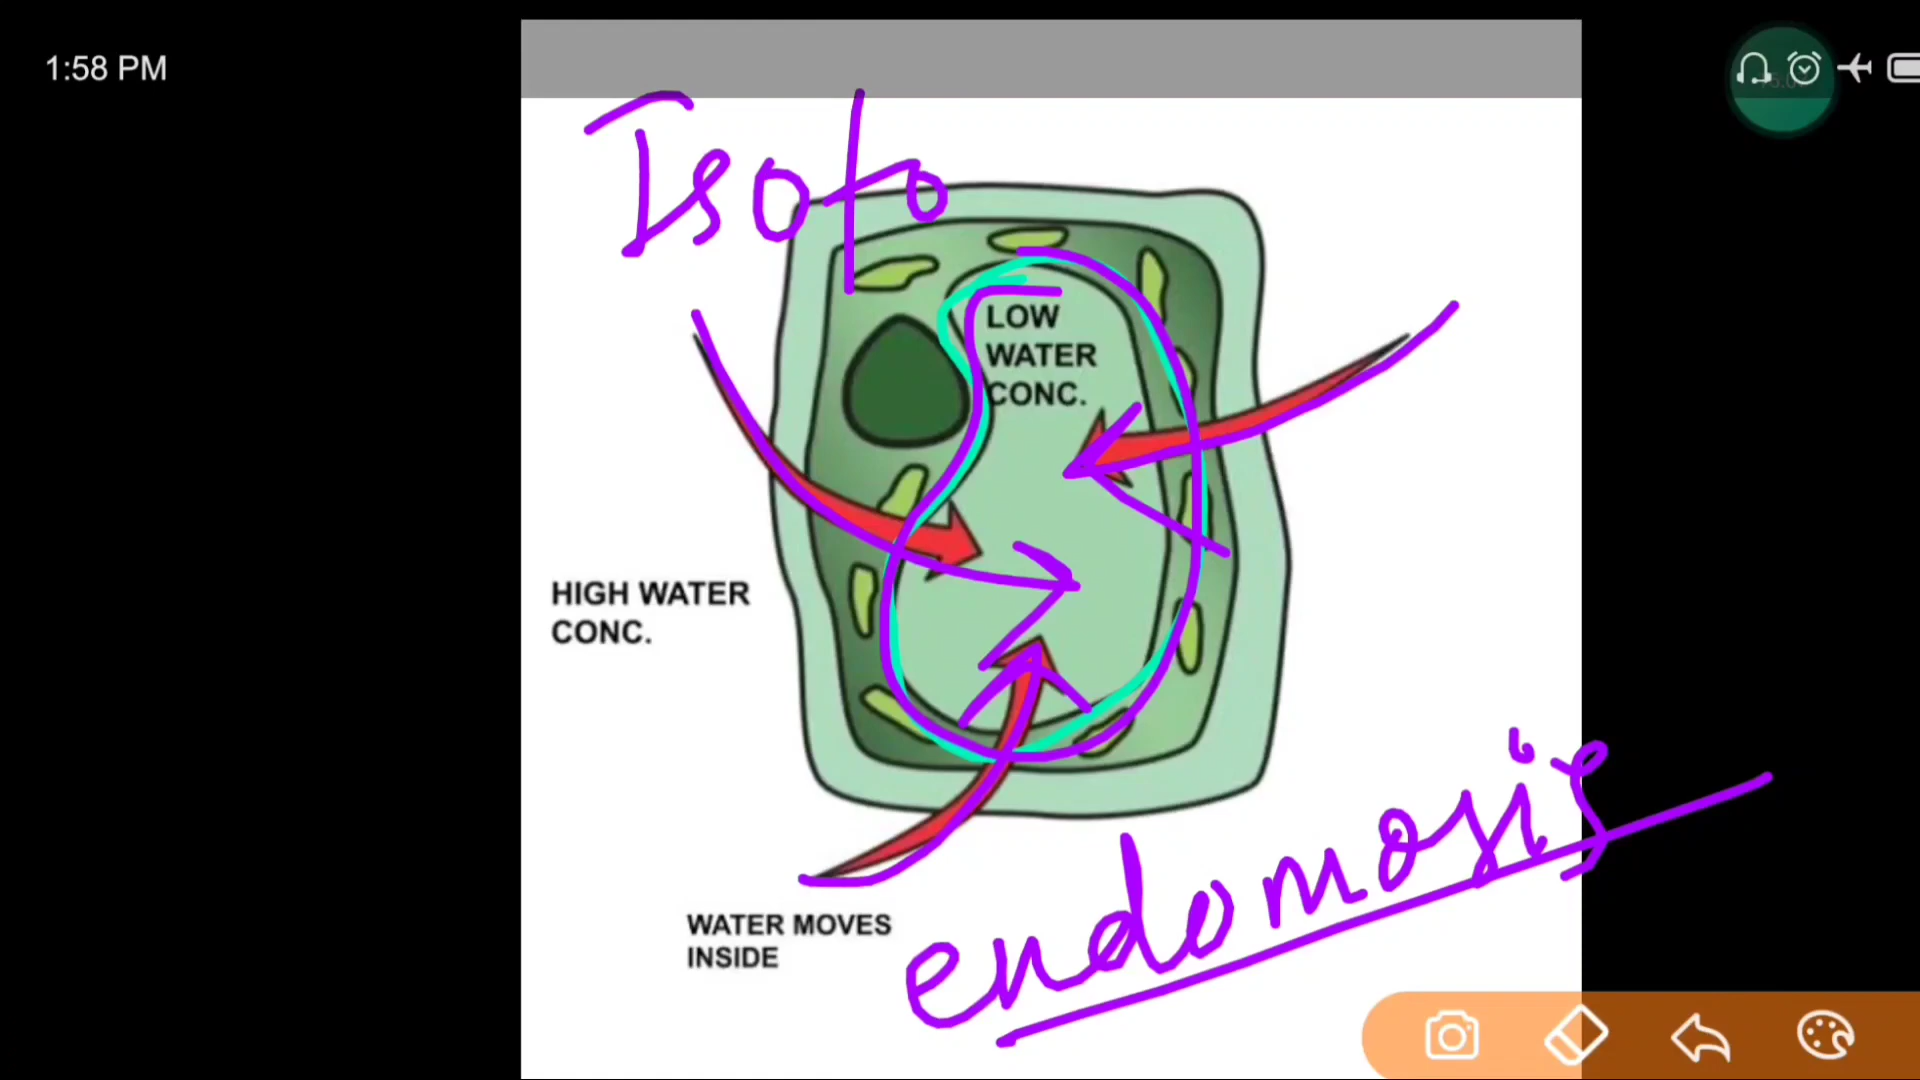 1:58 PM
Isoto
LOW
WATER
CONC.
HIGH WATER
CONC.
WATER MOVES
INSIDE
endomosis